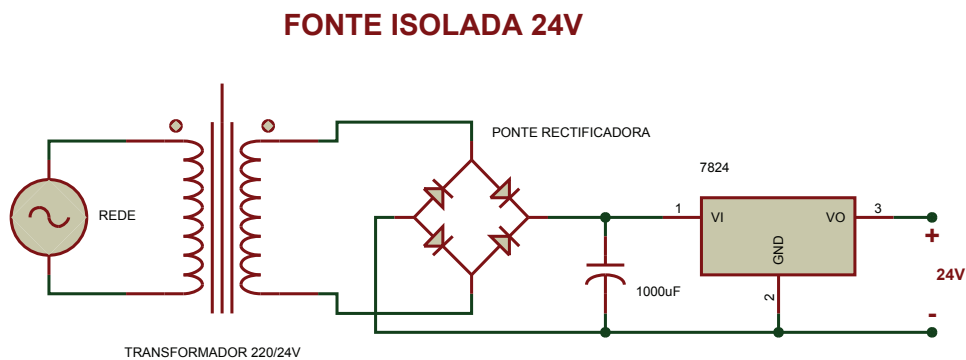 FONTE ISOLADA 24V
PONTE RECTIFICADORA
7824
REDE
1
VI
VO
3
+
GND
24V
1000uF
2
-
TRANSFORMADOR 220/24V